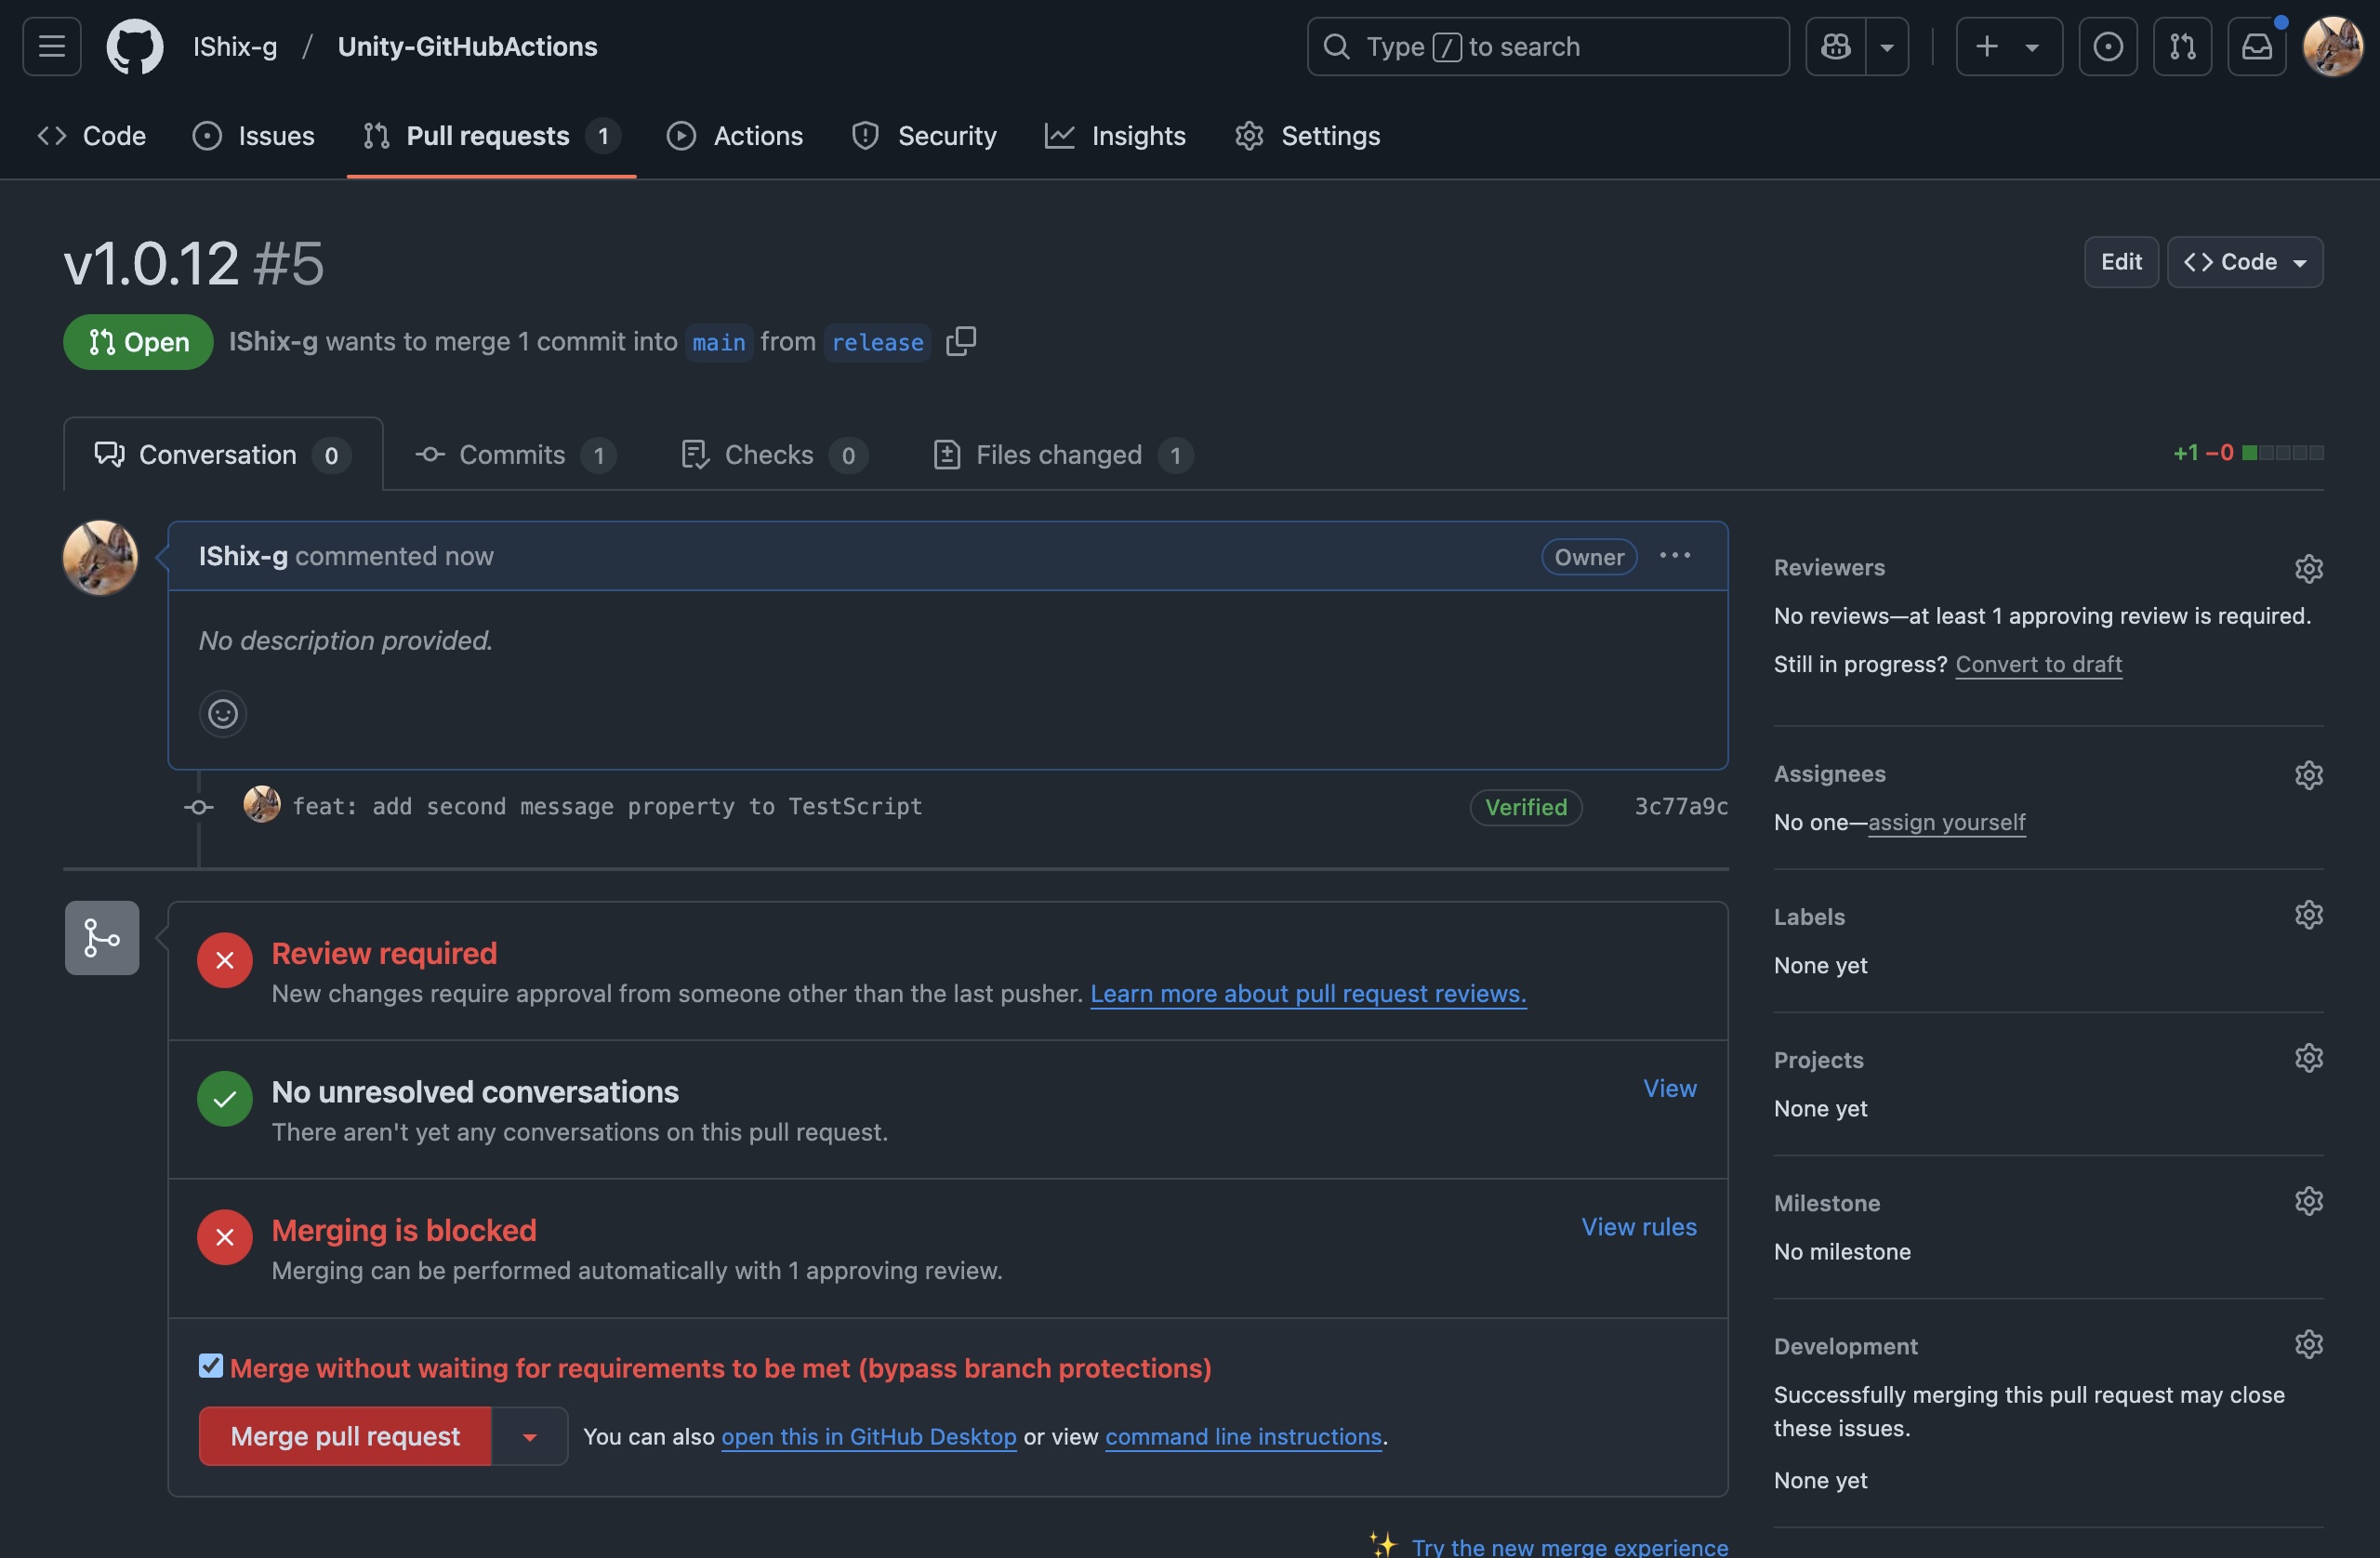 IShix-g / Unity-GitHubActions
Type / to search
Code Issues Pull requests 1 Actions Security Insights Settings
v1.0.12 #5
Edit Code
Open IShix-g wants to merge 1 commit into main from release
Conversation 0 Commits 1 Checks 0 Files changed 1
+1 −0
IShix-g commented now
Owner
No description provided.
feat: add second message property to TestScript
Verified 3c77a9c
Review required
New changes require approval from someone other than the last pusher. Learn more about pull request reviews.
No unresolved conversations
View
There aren't yet any conversations on this pull request.
Merging is blocked
View rules
Merging can be performed automatically with 1 approving review.
Merge without waiting for requirements to be met (bypass branch protections)
Merge pull request
You can also open this in GitHub Desktop or view command line instructions.
Try the new merge experience
Reviewers
No reviews—at least 1 approving review is required.
Still in progress? Convert to draft
Assignees
No one—assign yourself
Labels
None yet
Projects
None yet
Milestone
No milestone
Development
Successfully merging this pull request may close
these issues.
None yet